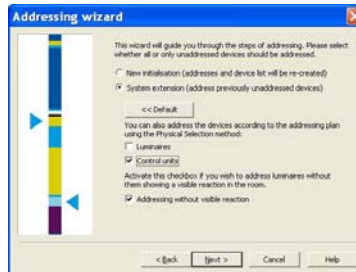 Addressing wizard
This wizard will guide you through the steps of addressing. Please select
whether all or only unaddressed devices should be addressed.
New initialisation (addresses and device list will be re-created)
System extension (address previously unaddressed devices)
<< Default
You can also address the devices according to the addressing plan
using the Physical Selection method:
Luminaires
Control units
Activate this checkbox if you wish to address luminaires without
them showing a visible reaction in the room.
Addressing without visible reaction
< Back
Next >
Cancel
Help